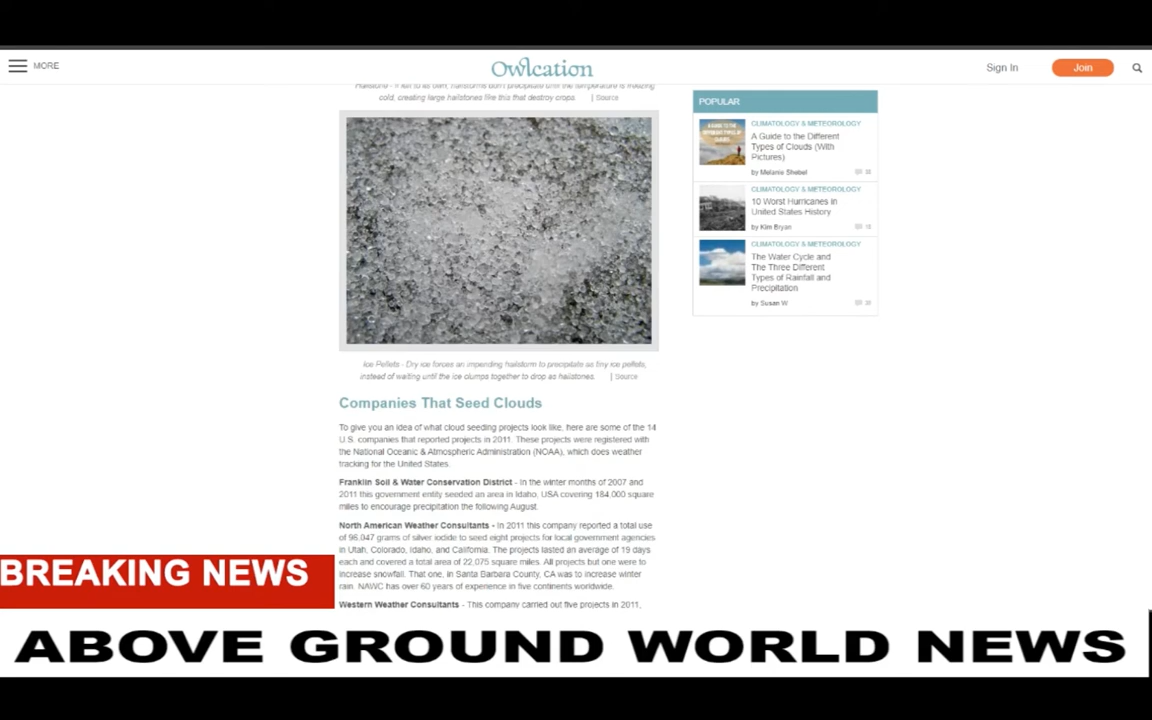 MORE
Owlcation
Sign In
Join
cold, creating large hailstones like this that destroy crops. | Source
Ice Pellets - Dry ice forces an impending hailstorm to precipitate as tiny ice pellets,
instead of waiting until the ice clumps together to drop as hailstones. | Source
Companies That Seed Clouds
To give you an idea of what cloud seeding projects look like, here are some of the 14
U.S. companies that reported projects in 2011. These projects were registered with
the National Oceanic & Atmospheric Administration (NOAA), which does weather
tracking for the United States.
Franklin Soil & Water Conservation District - In the winter months of 2007 and
2011 this government entity seeded an area in Idaho, USA covering 184,000 square
miles to encourage precipitation the following August.
North American Weather Consultants - In 2011 this company reported a total use
of 96,047 grams of silver iodide to seed eight projects for local government agencies
in Utah, Colorado, Idaho, and California. The projects lasted an average of 19 days
each and covered a total area of 22,075 square miles. All projects but one were to
increase snowfall. That one, in Santa Barbara County, CA was to increase winter
rain. NAWC has over 60 years of experience in five continents worldwide.
Western Weather Consultants - This company carried out five projects in 2011,
POPULAR
CLIMATOLOGY & METEOROLOGY
A Guide to the Different
Types of Clouds (With
Pictures)
by Melanie Shebel
CLIMATOLOGY & METEOROLOGY
10 Worst Hurricanes in
United States History
by Kim Bryan
CLIMATOLOGY & METEOROLOGY
The Water Cycle and
The Three Different
Types of Rainfall and
Precipitation
by Susan W
BREAKING NEWS
ABOVE GROUND WORLD NEWS